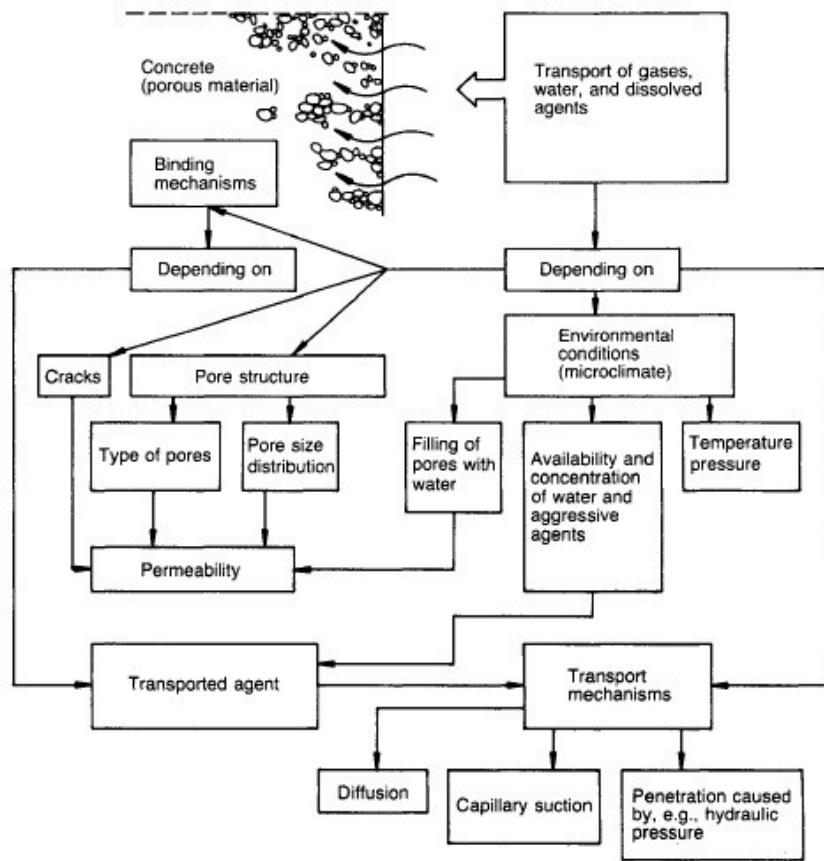 Concrete
(porous material)
Transport of gases,
water, and dissolved
agents
Binding
mechanisms
Depending on
Depending on
Environmental
conditions
(microclimate)
Cracks
Pore structure
Type of pores
Pore size
distribution
Filling of
pores with
water
Availability and
concentration
of water and
aggressive
agents
Temperature
pressure
Permeability
Transported agent
Transport
mechanisms
Diffusion
Capillary suction
Penetration caused
by, e.g., hydraulic
pressure